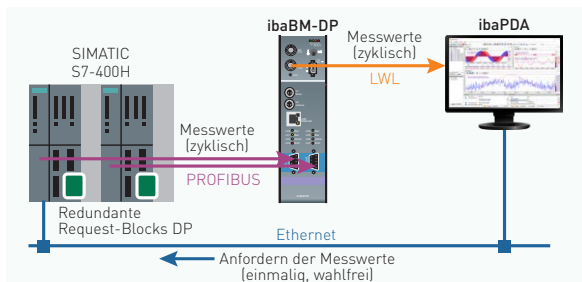 ibaBM-DP
ibaPDA
SIMATIC
S7-400H
Messwerte
(zyklisch)
LWL
Messwerte
(zyklisch)
PROFIBUS
Redundante
Request-Blocks DP
Ethernet
Anfordern der Messwerte
(einmalig, wahlfrei)